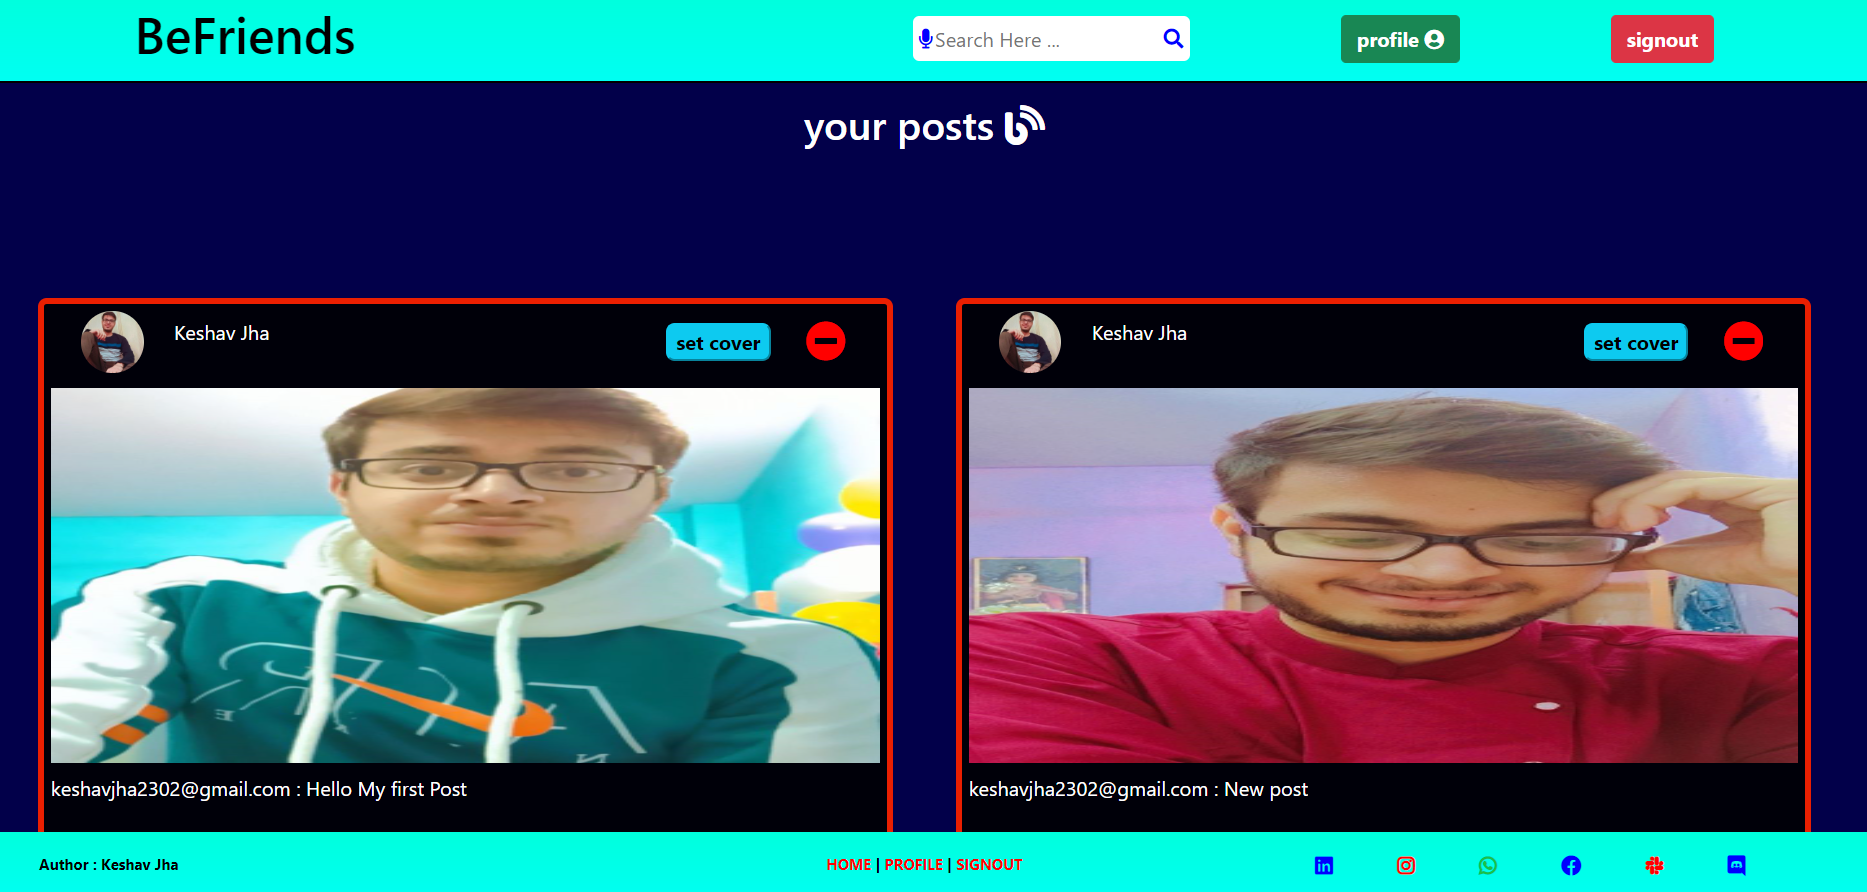 BeFriends
Search Here ...
profile
signout
your posts
Keshav Jha
set cover
keshavjha2302@gmail.com : Hello My first Post
Keshav Jha
set cover
keshavjha2302@gmail.com : New post
Author : Keshav Jha
HOME | PROFILE | SIGNOUT